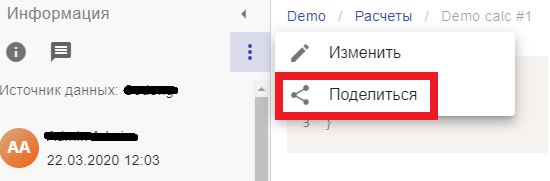 Информация
Demo / Расчеты / Demo calc #1
Изменить
Источник данных:
Поделиться
3 }
AA
22.03.2020 12:03